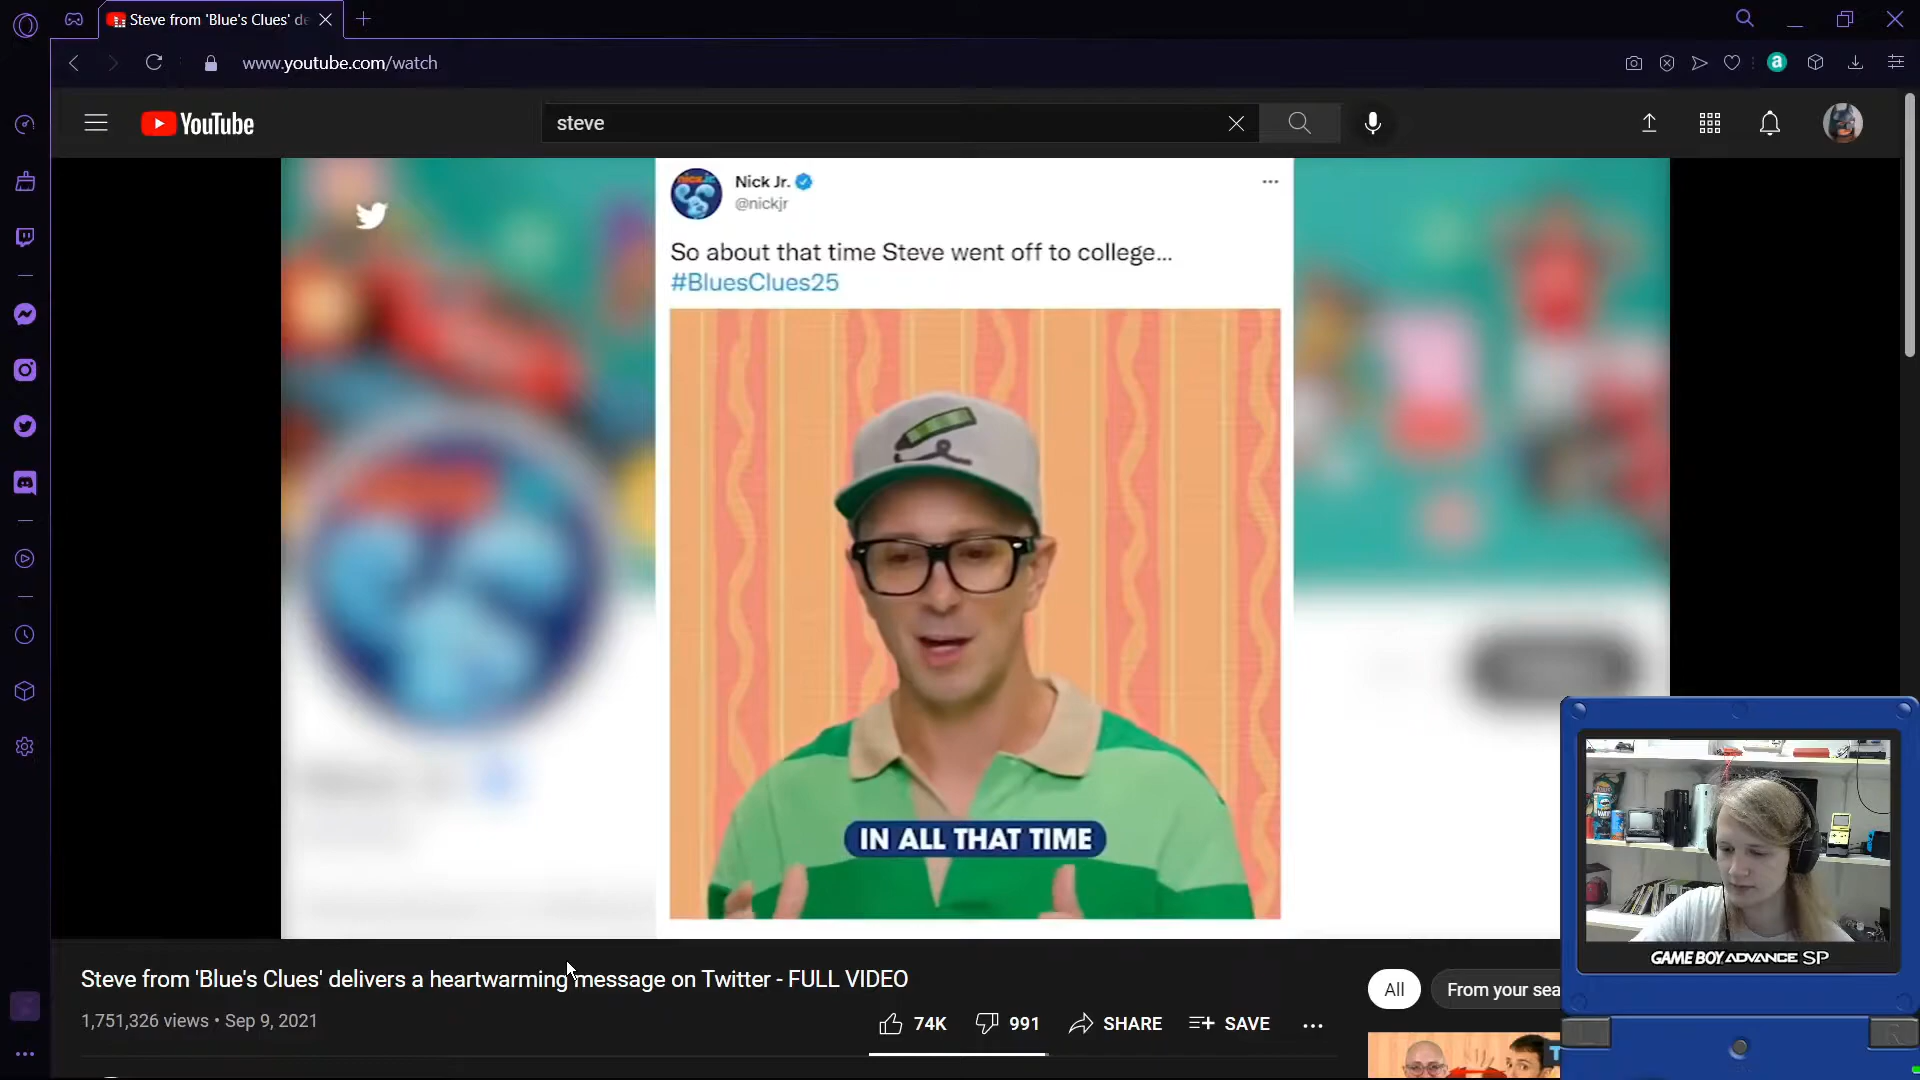 Steve from 'Blue's Clues' de
www.youtube.com/watch
YouTube
steve
Nick Jr.
@nickjr
So about that time Steve went off to college...
#BluesClues25
IN ALL THAT TIME
Steve from 'Blue's Clues' delivers a heartwarming message on Twitter - FULL VIDEO
1,751,326 views • Sep 9, 2021
74K
991
SHARE
SAVE
All
From your sea
GAME BOY ADVANCE SP